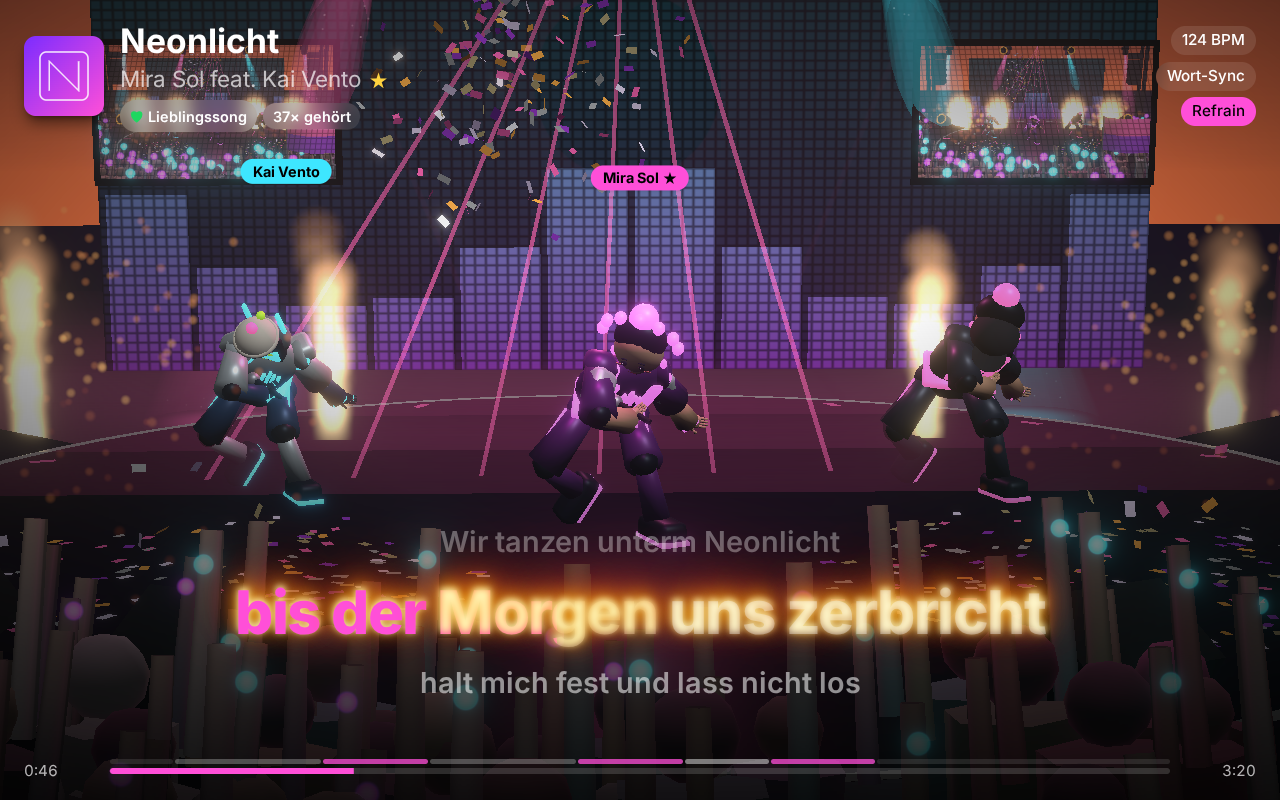 Neonlicht
Mira Sol feat. Kai Vento ★
Lieblingssong
37× gehört
124 BPM
Wort-Sync
Refrain
N
Kai Vento
Mira Sol ★
Wir tanzen unterm Neonlicht
bis der Morgen uns zerbricht
halt mich fest und lass nicht los
0:46
3:20